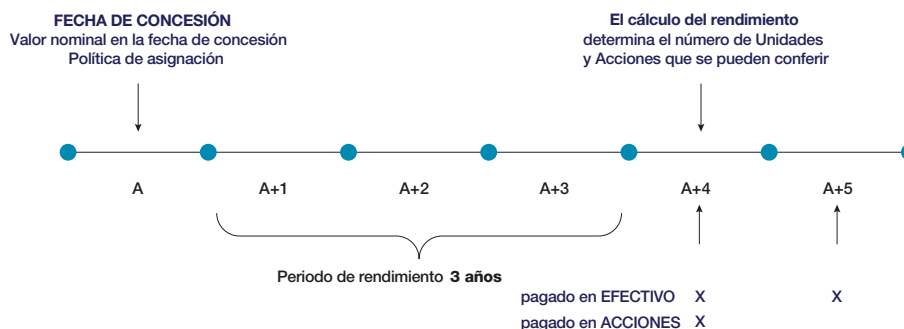 FECHA DE CONCESIÓN
Valor nominal en la fecha de concesión
Política de asignación
El cálculo del rendimiento
determina el número de Unidades
y Acciones que se pueden conferir
A
A+1
A+2
A+3
A+4
A+5
Periodo de rendimiento 3 años
pagado en EFECTIVO X X
pagado en ACCIONES X